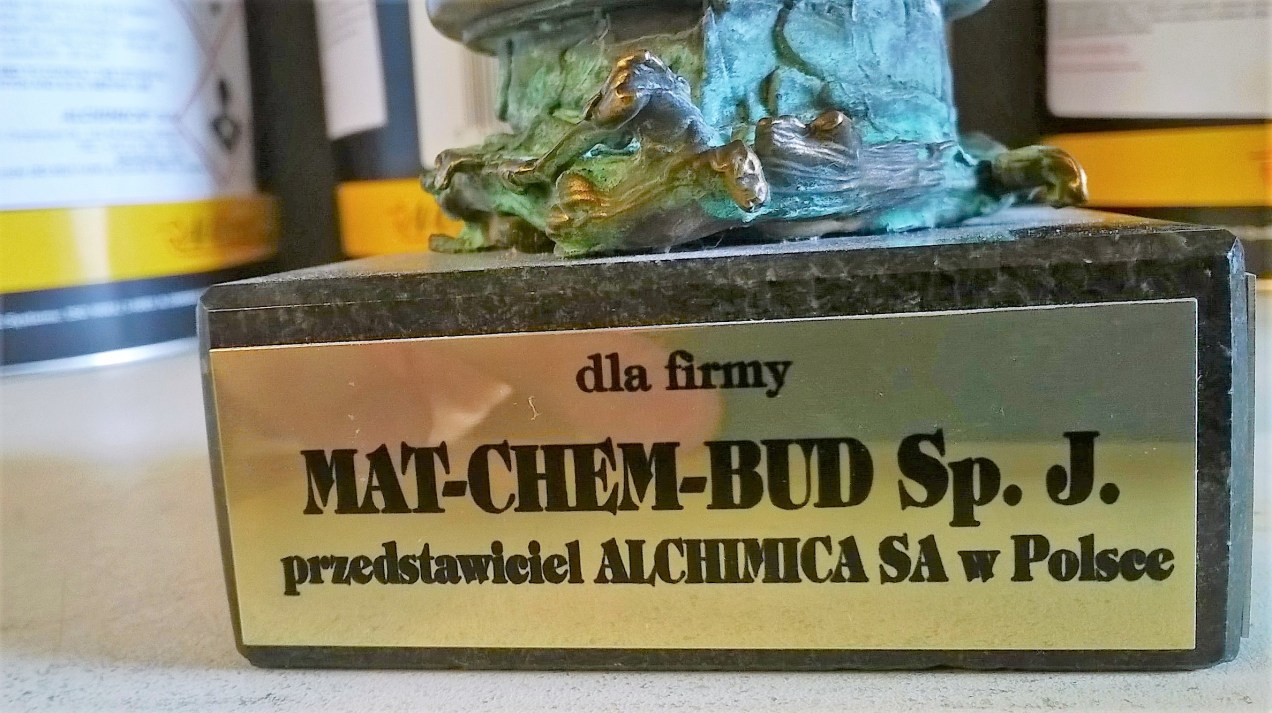 dla firmy
MAT-CHEM-BUD Sp. J.
przedstawiciel ALCHIMICA SA w Polsce